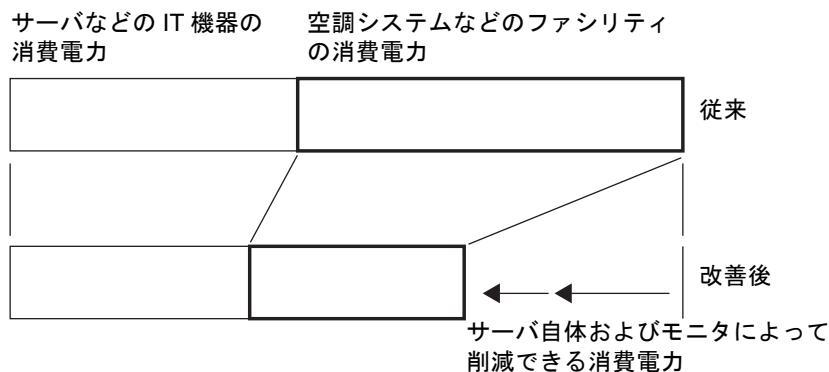 サーバなどの IT 機器の
消費電力
空調システムなどのファシリティ
の消費電力
従来
改善後
サーバ自体およびモニタによって
削減できる消費電力